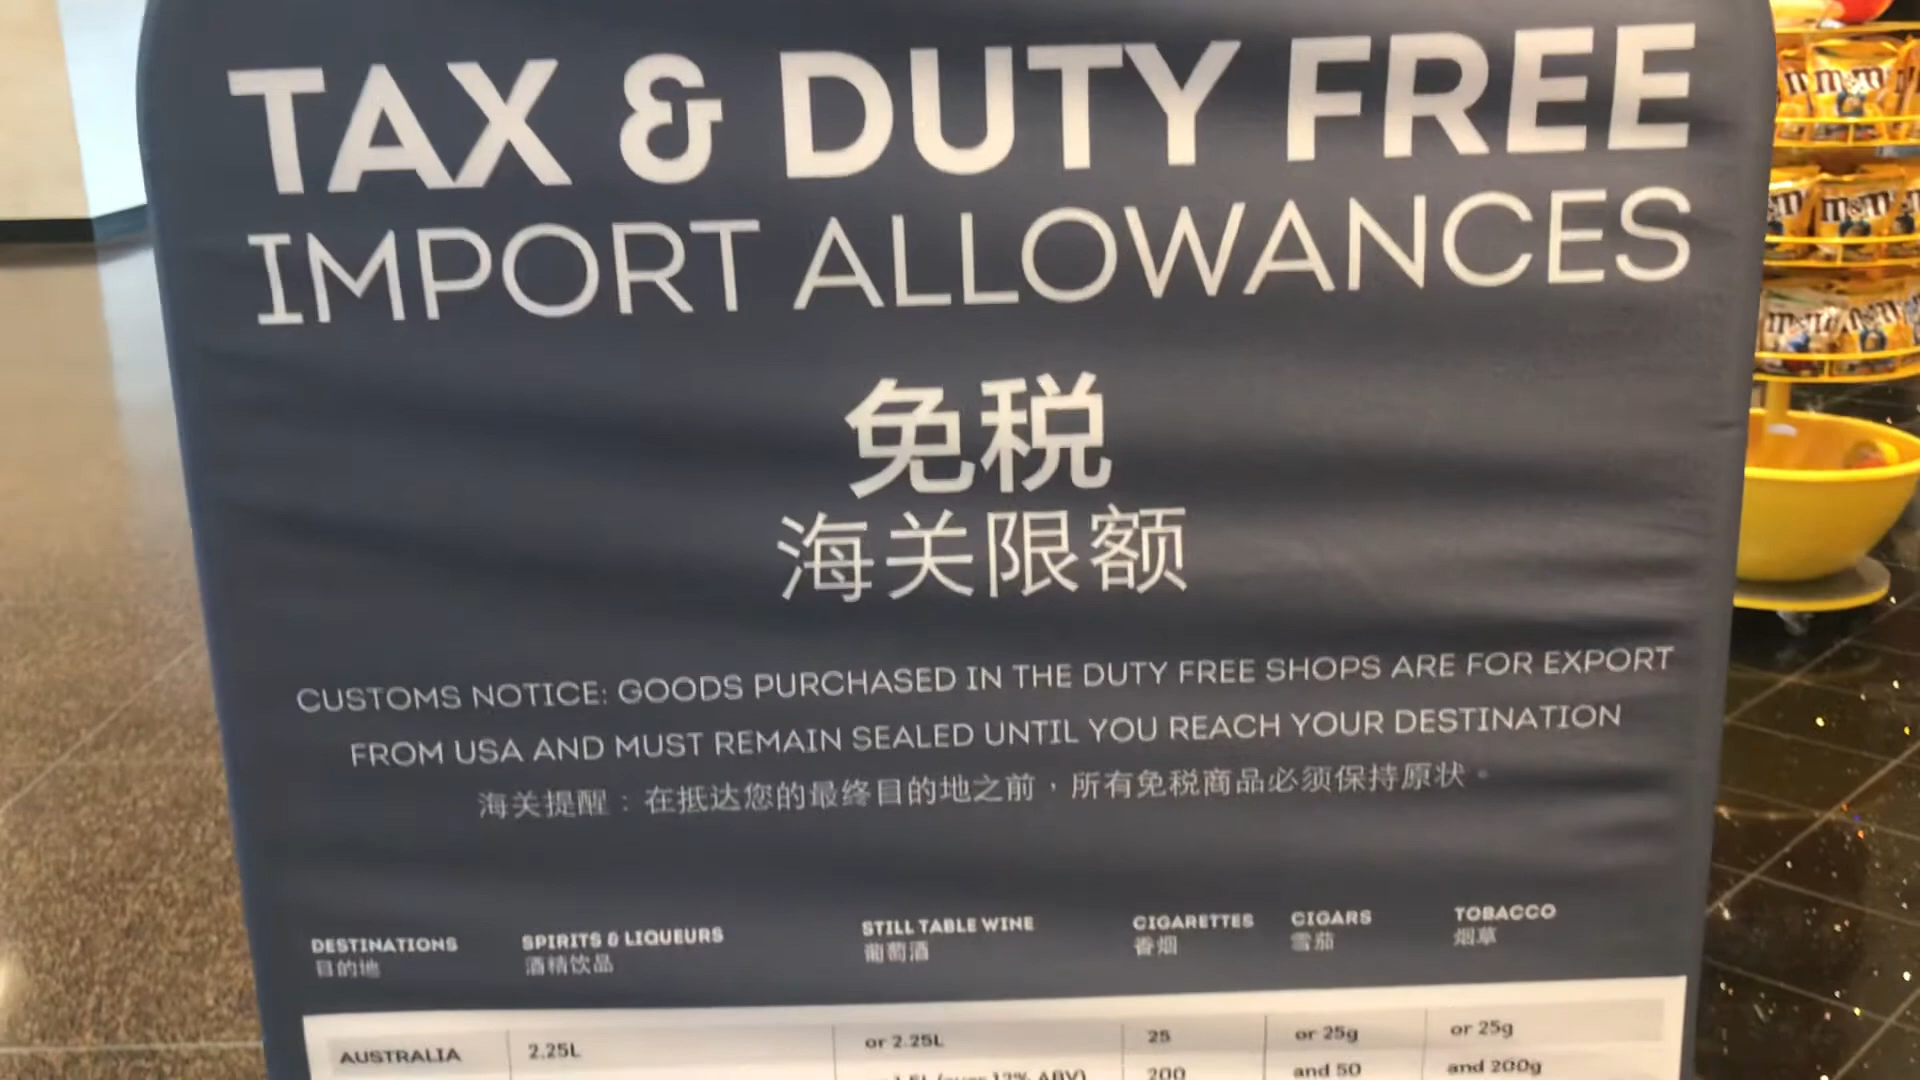 TAX & DUTY FREE
IMPORT ALLOWANCES
免税
海关限额
CUSTOMS NOTICE: GOODS PURCHASED IN THE DUTY FREE SHOPS ARE FOR EXPORT
FROM USA AND MUST REMAIN SEALED UNTIL YOU REACH YOUR DESTINATION
海关提醒：在抵达您的最终目的地之前，所有免税商品必须保持原状。
DESTINATIONS SPIRITS & LIQUEURS STILL TABLE WINE CIGARETTES CIGARS TOBACCO
目的地 酒精饮品 葡萄酒 香烟 雪茄 烟草
AUSTRALIA 2.25L or 2.25L 25 or 25g or 25g
200 and 50 and 200g
m&m's
m&m's
m&m's